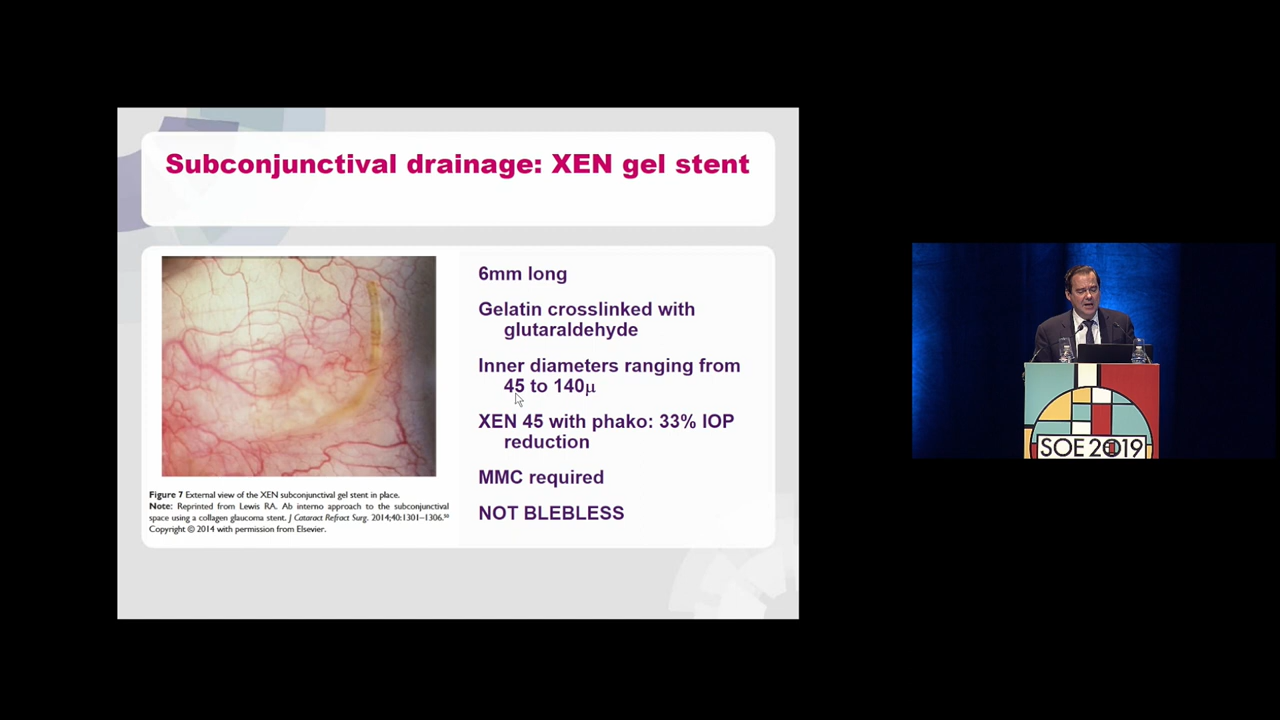 Subconjunctival drainage: XEN gel stent
6mm long
Gelatin crosslinked with
glutaraldehyde
Inner diameters ranging from
45 to 140µ
XEN 45 with phako: 33% IOP
reduction
MMC required
NOT BLEBLESS
Figure 7 External view of the XEN subconjunctival gel stent in place.
Note: Reprinted from Lewis RA. Ab interno approach to the subconjunctival
space using a collagen glaucoma stent. J Cataract Refract Surg. 2014;40:1301–1306.50
Copyright © 2014 with permission from Elsevier.
SOE 2019